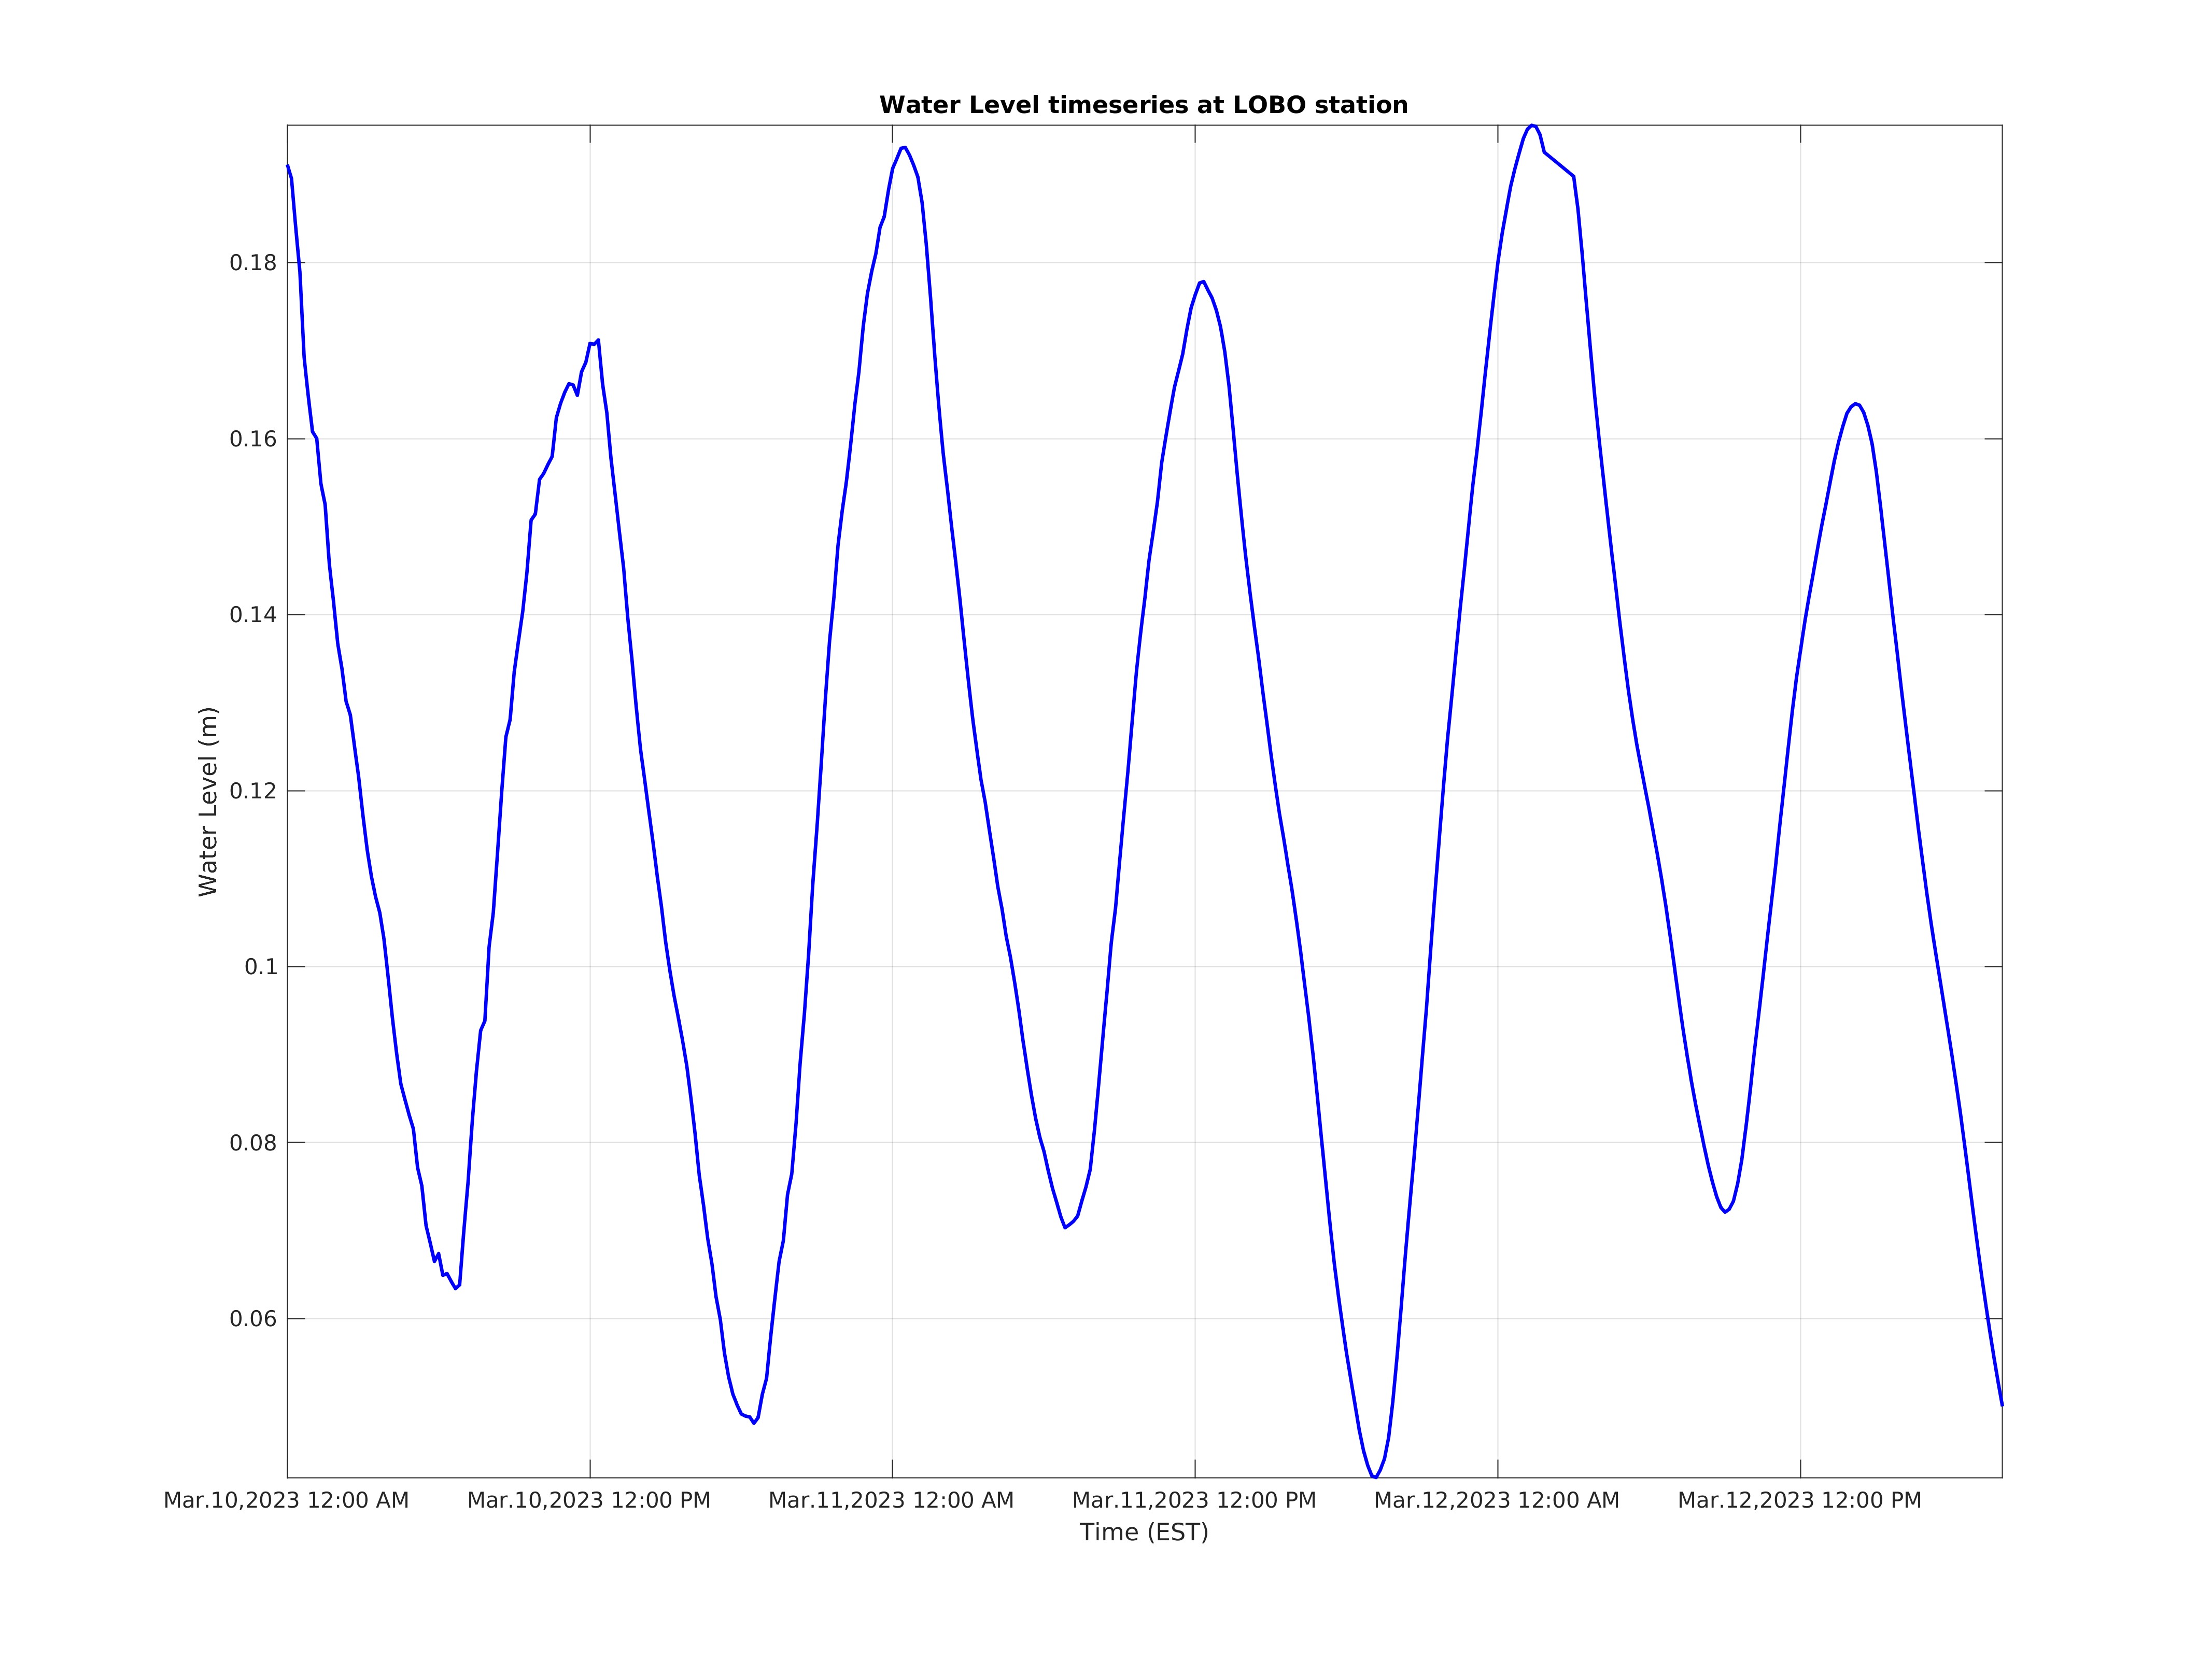 Water Level timeseries at LOBO station
0.18
0.16
0.14
0.12
0.1
0.08
0.06
Water Level (m)
Mar.10,2023 12:00 AM Mar.10,2023 12:00 PM Mar.11,2023 12:00 AM Mar.11,2023 12:00 PM Mar.12,2023 12:00 AM Mar.12,2023 12:00 PM
Time (EST)